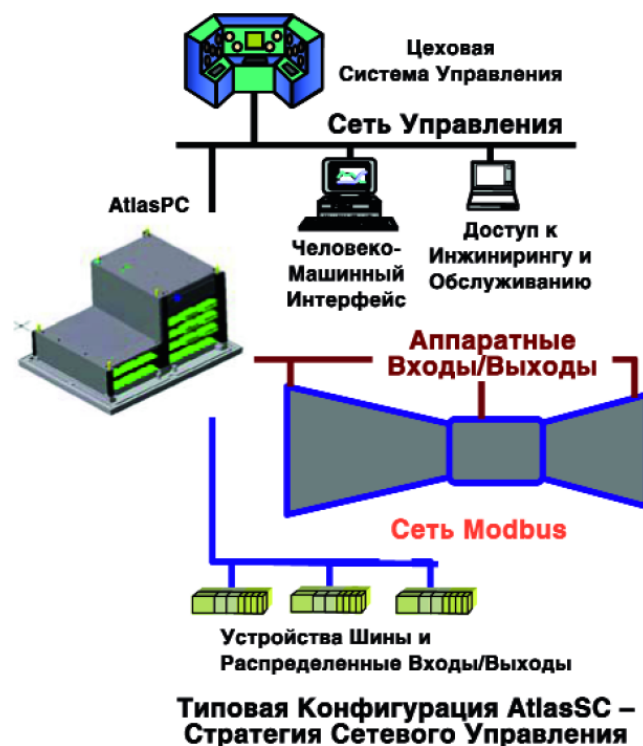 Цеховая
Система Управления
Сеть Управления
AtlasPC
Человеко-
Машинный
Интерфейс
Доступ к
Инжинирингу и
Обслуживанию
Аппаратные
Входы/Выходы
Сеть Modbus
Устройства Шины и
Распределенные Входы/Выходы
Типовая Конфигурация AtlasSC –
Стратегия Сетевого Управления